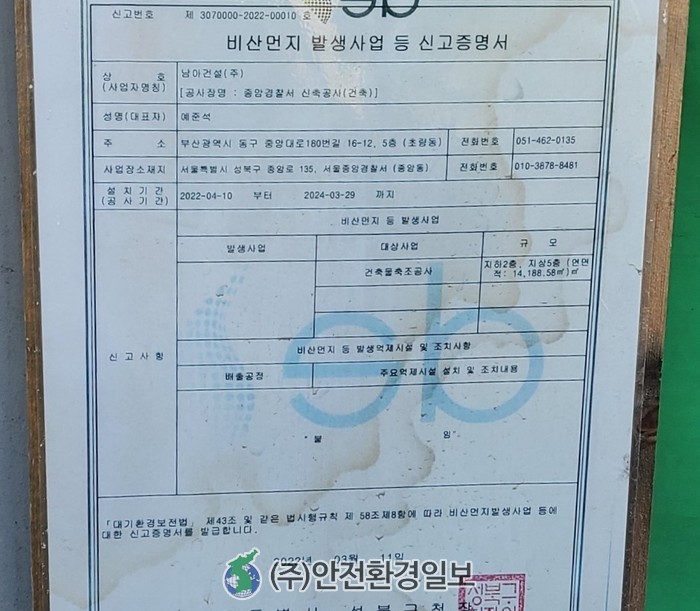 신고번호 제 3070000-2022-00010 호
비산먼지 발생사업 등 신고증명서
상 호 (사업자명칭) 남아건설(주)
[공사장명 : 중앙경찰서 신축공사(건축)]
성명(대표자) 예준석
주 소 부산광역시 동구 중앙대로180번길 16-12, 5층 (초량동) 전화번호 051-462-0135
사업장소재지 서울특별시 성북구 중앙로 135, 서울중앙경찰서 (중앙동) 전화번호 010-3878-8481
설치기간 (공사기간) 2022-04-10 부터 2024-03-29 까지
비산먼지 등 발생사업
발생사업 대상사업 규 모
건축물축조공사 지하2층, 지상5층 (연면
적: 14,188.58㎡)㎡
신고사항
비산먼지 등 발생억제시설 및 조치사항
배출공정 주요억제시설 설치 및 조치내용
"붙 임".
「대기환경보전법」 제43조 및 같은 법시행규칙 제 58조제8항에 따라 비산먼지발생사업 등에
대한 신고증명서를 발급합니다.
2022년 03월 11일
(주)안전환경일보
성북구청장
성북구